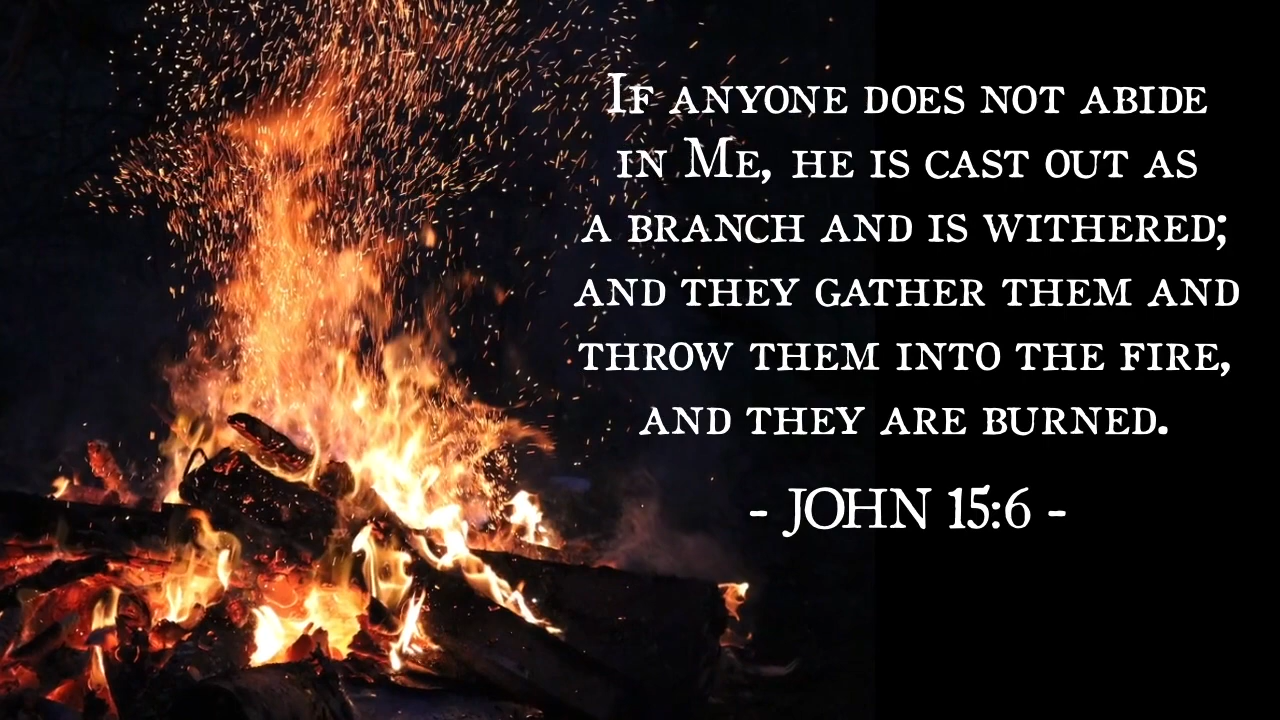 If anyone does not abide
in Me, he is cast out as
a branch and is withered;
and they gather them and
throw them into the fire,
and they are burned.
- JOHN 15:6 -